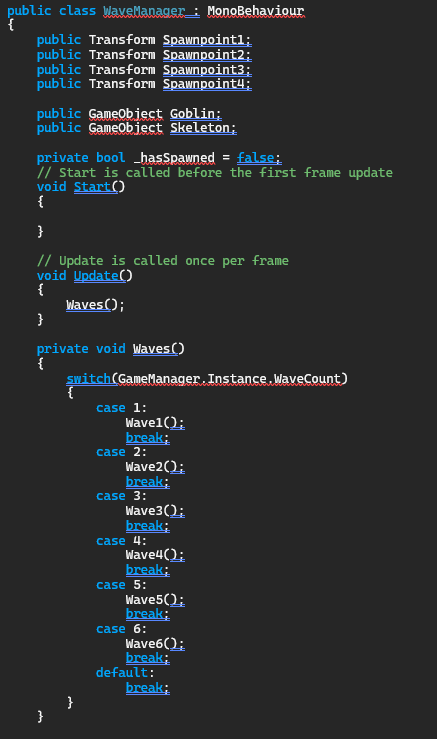 public class WaveManager : MonoBehaviour
{
    public Transform Spawnpoint1;
    public Transform Spawnpoint2;
    public Transform Spawnpoint3;
    public Transform Spawnpoint4;

    public GameObject Goblin;
    public GameObject Skeleton;

    private bool _hasSpawned = false;
    // Start is called before the first frame update
    void Start()
    {

    }

    // Update is called once per frame
    void Update()
    {
        Waves();
    }

    private void Waves()
    {
        switch(GameManager.Instance.WaveCount)
        {
            case 1:
                Wave1();
                break;
            case 2:
                Wave2();
                break;
            case 3:
                Wave3();
                break;
            case 4:
                Wave4();
                break;
            case 5:
                Wave5();
                break;
            case 6:
                Wave6();
                break;
            default:
                break;
        }
    }